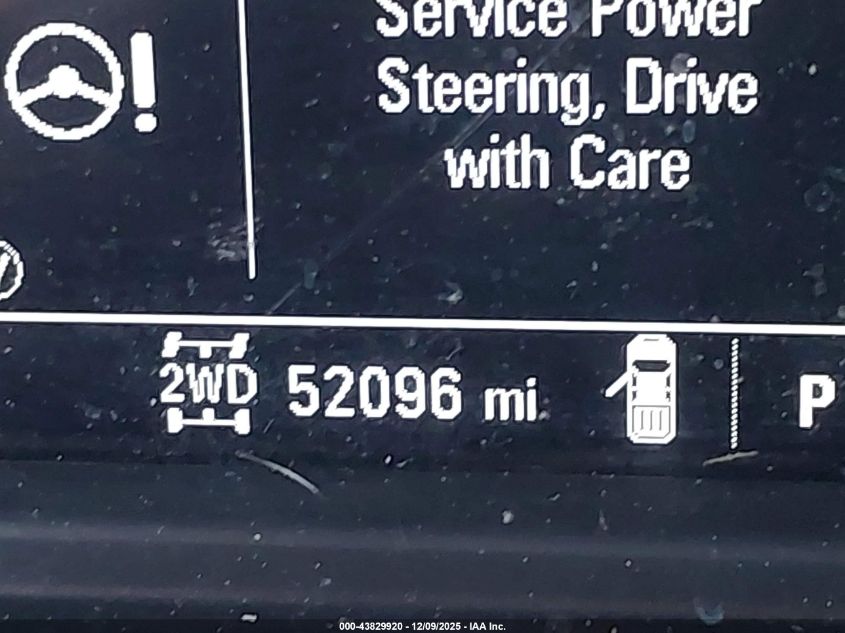 Service Power
Steering, Drive
with Care
2WD 52096 mi P
000-43829920 - 12/09/2025 - IAA Inc.